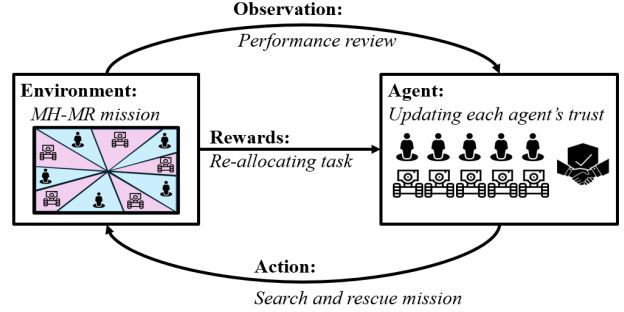 Observation:
Performance review
Environment:
MH-MR mission
Rewards:
Re-allocating task
Agent:
Updating each agent's trust
Action:
Search and rescue mission